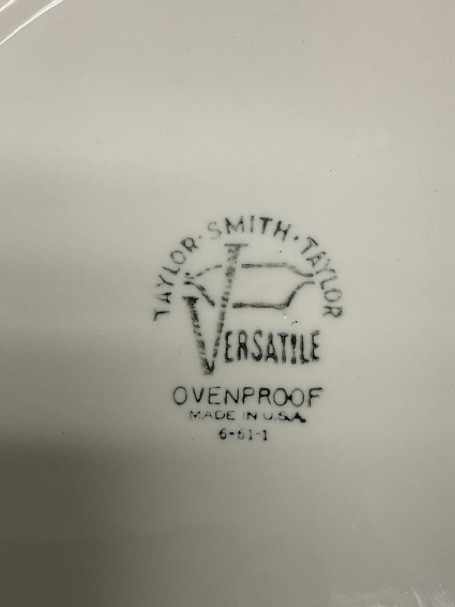 TAYLOR·SMITH·TAYLOR
VERSATILE
OVENPROOF
MADE IN U.S.A.
6-61-1